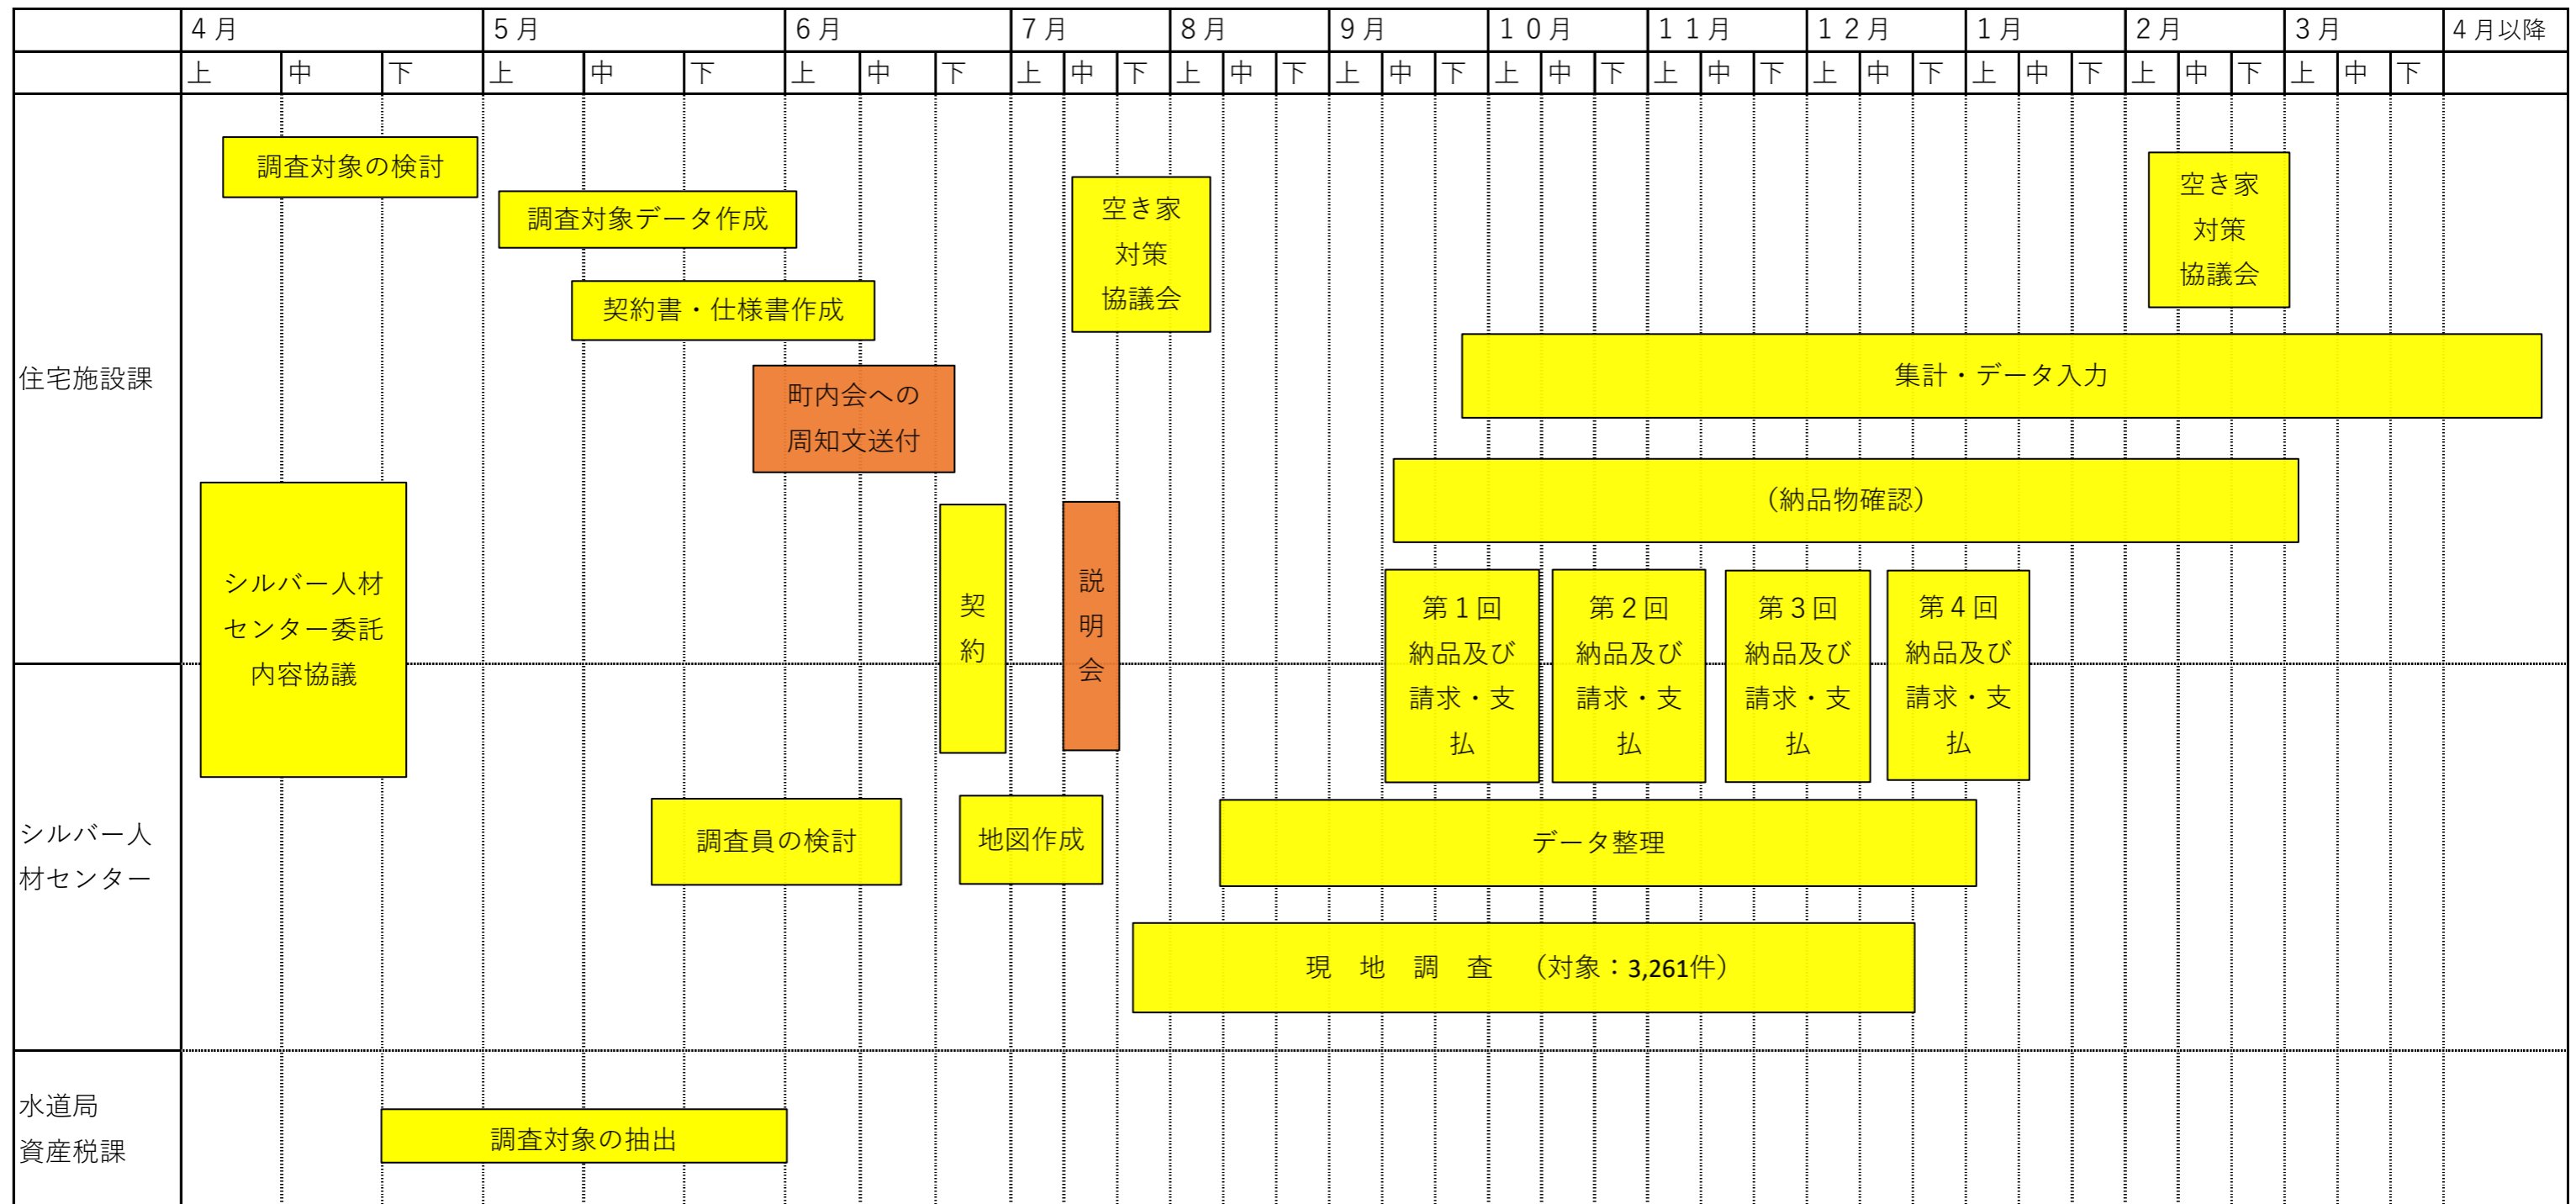 ４月 ５月 ６月 ７月 ８月 ９月 １０月 １１月 １２月 １月 ２月 ３月 ４月以降
上 中 下 上 中 下 上 中 下 上 中 下 上 中 下 上 中 下 上 中 下 上 中 下 上 中 下 上 中 下 上 中 下 上 中 下
住宅施設課
調査対象の検討
調査対象データ作成
契約書・仕様書作成
町内会への
周知文送付
空き家
対策
協議会
空き家
対策
協議会
集計・データ入力
（納品物確認）
シルバー人材
センター委託
内容協議
契
約
説
明
会
第１回
納品及び
請求・支
払
第２回
納品及び
請求・支
払
第３回
納品及び
請求・支
払
第４回
納品及び
請求・支
払
シルバー人
材センター
調査員の検討
地図作成
データ整理
現　地　調　査　（対象：3,261件）
水道局
資産税課
調査対象の抽出